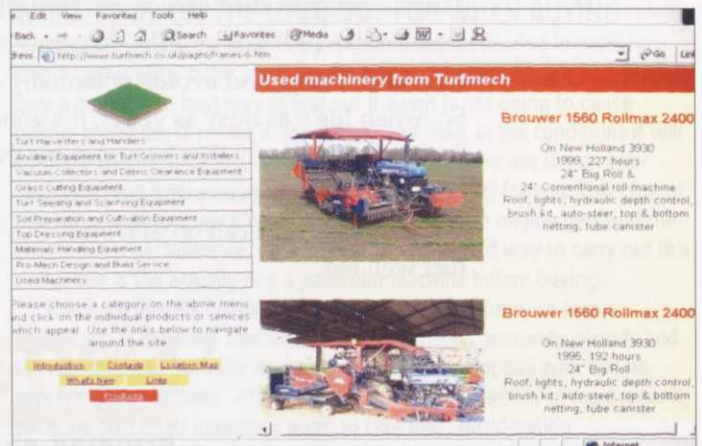 Edit View Favorites Tools Help
Back Search Favorites Media
http://www.turfmech.co.uk/pages/frames-6.htm Go
Used machinery from Turfmech
Turf Harvesters and Handlers
Ancillary Equipment for Turf Growers and Installers
Vacuum Collectors and Debris Clearance Equipment
Grass Cutting Equipment
Turf Seeding and Scarifying Equipment
Soil Preparation and Cultivation Equipment
Top Dressing Equipment
Materials Handling Equipment
Pro-Mech Design and Build Service
Used Machinery
Please choose a category on the above menu
and click on the individual products or services
which appear. Use the links below to navigate
around the site.
Introduction Contacts Location Map
What's New Links
Products
Brouwer 1560 Rollmax 2400
On New Holland 3930
1999, 227 hours
24" Big Roll &
24" Conventional roll machine
Roof, lights, hydraulic depth control,
brush kit, auto-steer, top & bottom
netting, tube canister
Brouwer 1560 Rollmax 2400
On New Holland 3930
1995, 192 hours
24" Big Roll
Roof, lights, hydraulic depth control,
brush kit, auto-steer, top & bottom
netting, tube canister
Internet